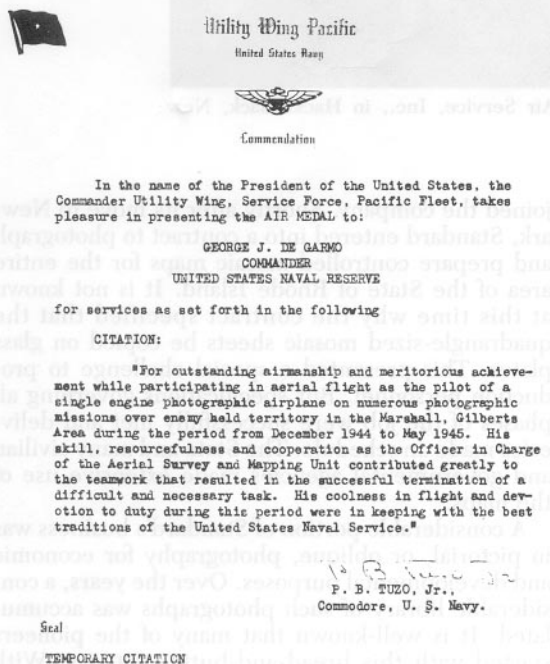 Utility Wing Pacific
United States Navy
Air Service, Inc., in
Commendation
In the name of the President of the United States, the
Commander Utility Wing, Service Force, Pacific Fleet, takes
pleasure in presenting the AIR MEDAL to:
GEORGE J. DE GARMO
COMMANDER
UNITED STATES NAVAL RESERVE
for services as set forth in the following
CITATION:
"For outstanding airmanship and meritorious achieve-
ment while participating in aerial flight as the pilot of a
single engine photographic airplane on numerous photographic
missions over enemy held territory in the Marshall, Gilberts
Area during the period from December 1944 to May 1945. His
skill, resourcefulness and cooperation as the Officer in Charge
of the Aerial Survey and Mapping Unit contributed greatly to
the teamwork that resulted in the successful termination of a
difficult and necessary task. His coolness in flight and dev-
otion to duty during this period were in keeping with the best
traditions of the United States Naval Service."
P. B. TUZO, Jr.,
Commodore, U. S. Navy.
Seal
TEMPORARY CITATION